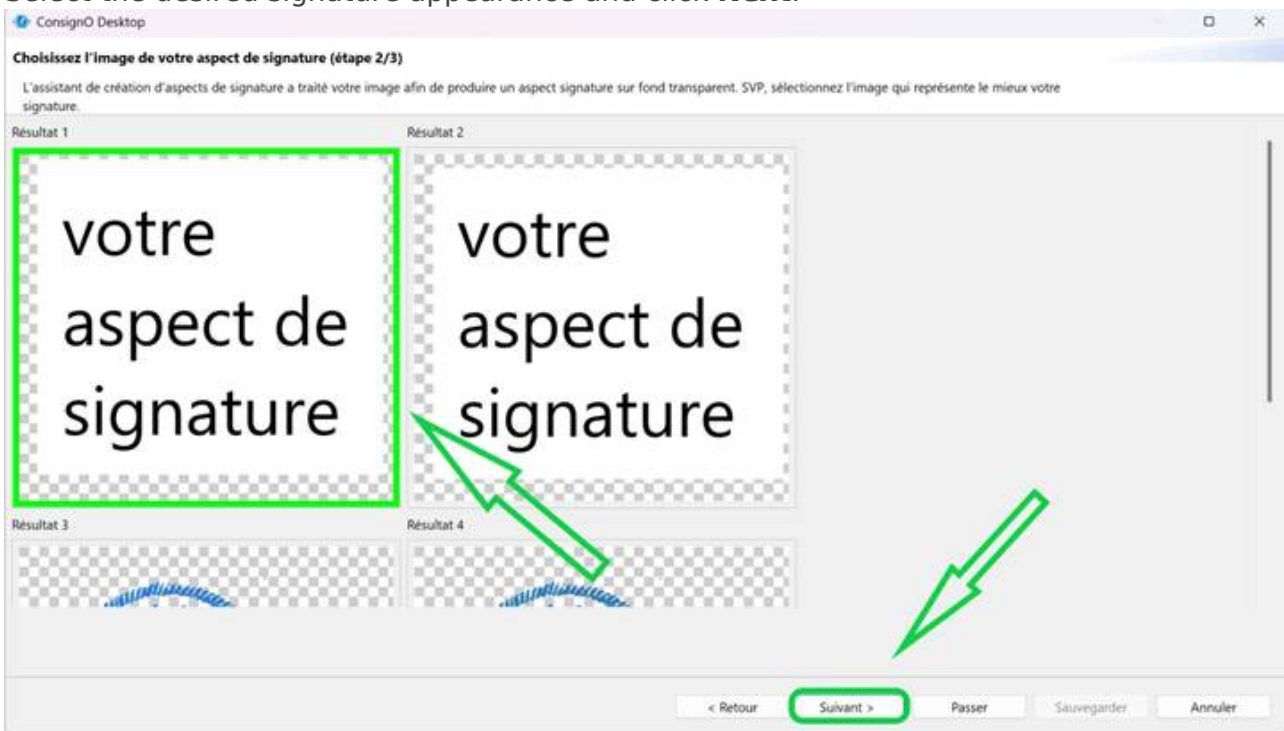 Select the desired signature appearance and click Next.
ConsignO Desktop
Choisissez l'image de votre aspect de signature (étape 2/3)
L'assistant de création d'aspects de signature a traité votre image afin de produire un aspect signature sur fond transparent. SVP, sélectionnez l'image qui représente le mieux votre
signature.
Résultat 1
Résultat 2
votre
aspect de
signature
votre
aspect de
signature
Résultat 3
Résultat 4
< Retour
Suivant >
Passer
Sauvegarder
Annuler